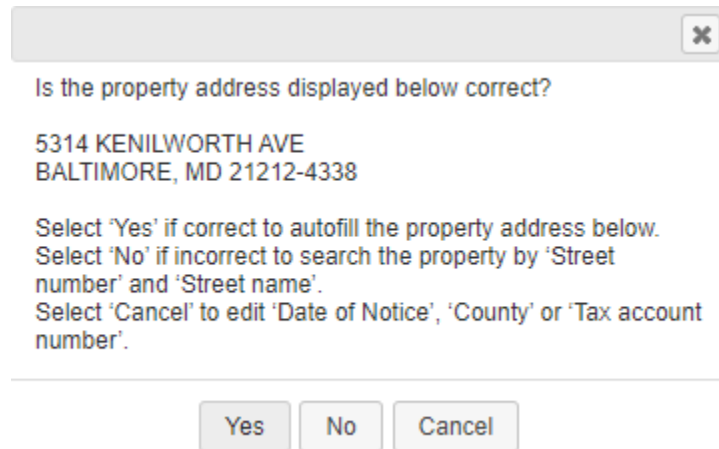 Is the property address displayed below correct?
5314 KENILWORTH AVE
BALTIMORE, MD 21212-4338
Select ‘Yes’ if correct to autofill the property address below.
Select ‘No’ if incorrect to search the property by ‘Street
number’ and ‘Street name’.
Select ‘Cancel’ to edit ‘Date of Notice’, ‘County’ or ‘Tax account
number’.
Yes No Cancel